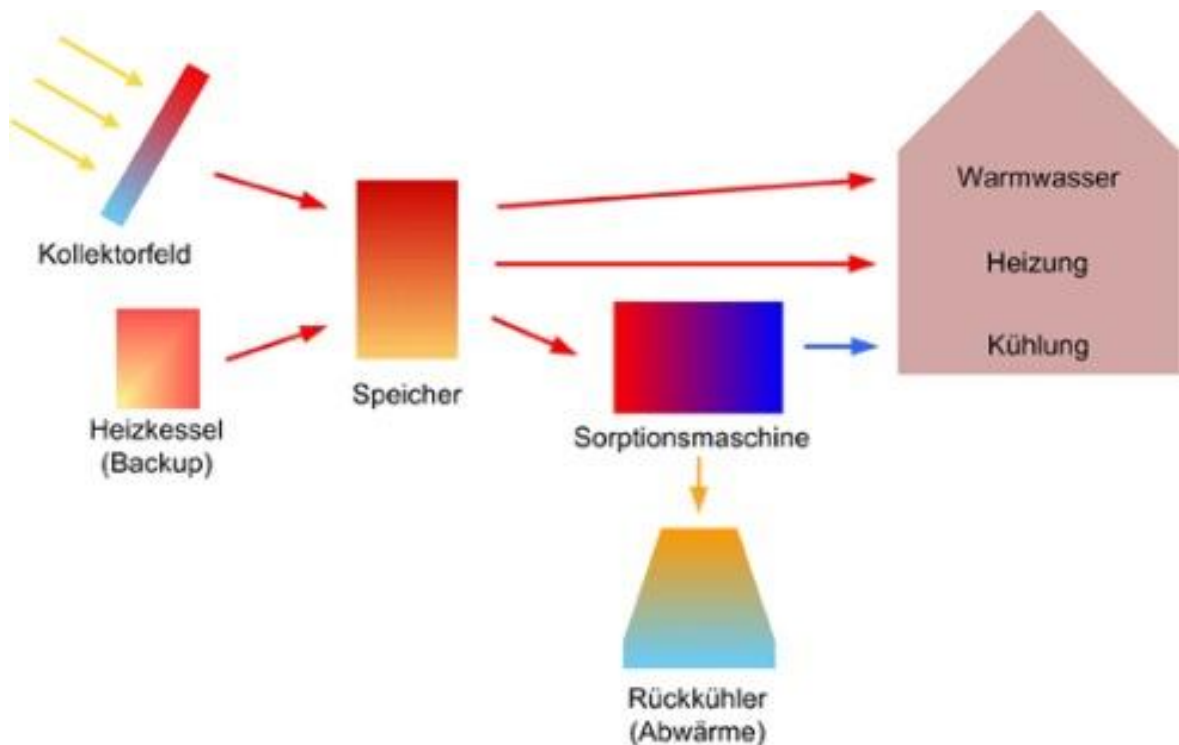 Kollektorfeld
Heizkessel
(Backup)
Speicher
Sorptionsmaschine
Rückkühler
(Abwärme)
Warmwasser
Heizung
Kühlung